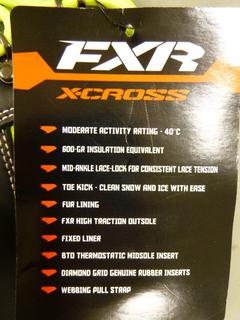 FXR
X-CROSS
MODERATE ACTIVITY RATING - 40°C
600-GR INSULATION EQUIVALENT
MID-ANKLE LACE-LOCK FOR CONSISTENT LACE TENSION
TOE KICK - CLEAN SNOW AND ICE WITH EASE
FUR LINING
FXR HIGH TRACTION OUTSOLE
FIXED LINER
BTO THERMOSTATIC MIDSOLE INSERT
DIAMOND GRID GENUINE RUBBER INSERTS
WEBBING PULL STRAP